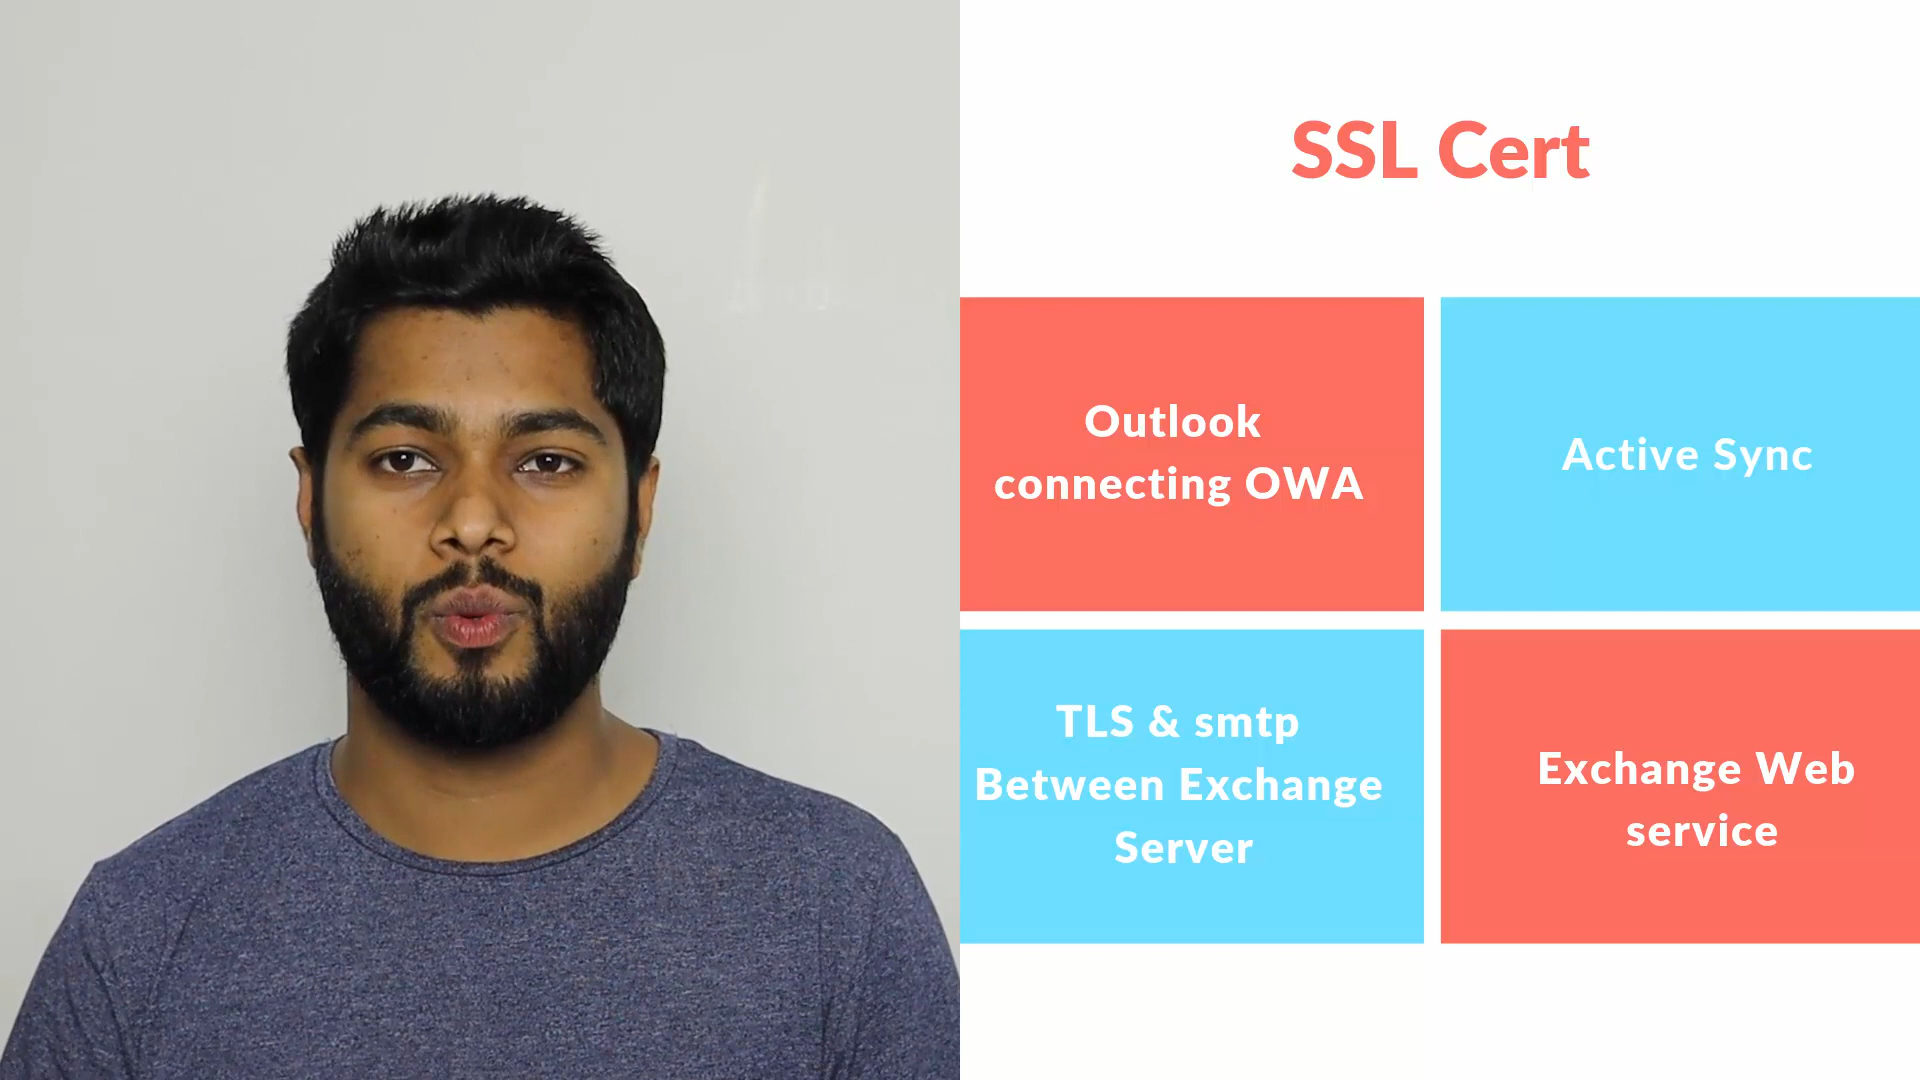 SSL Cert
Outlook
connecting OWA
Active Sync
TLS & smtp
Between Exchange
Server
Exchange Web
service